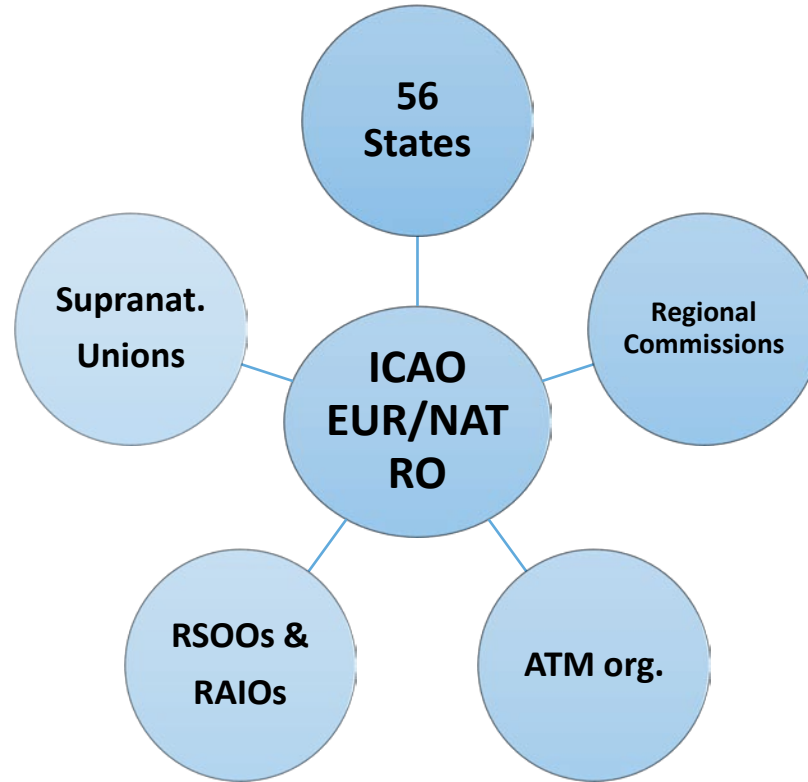 56
States
Supranat.
Unions
Regional
Commissions
ICAO
EUR/NAT
RO
RSOOs &
RAIOs
ATM org.